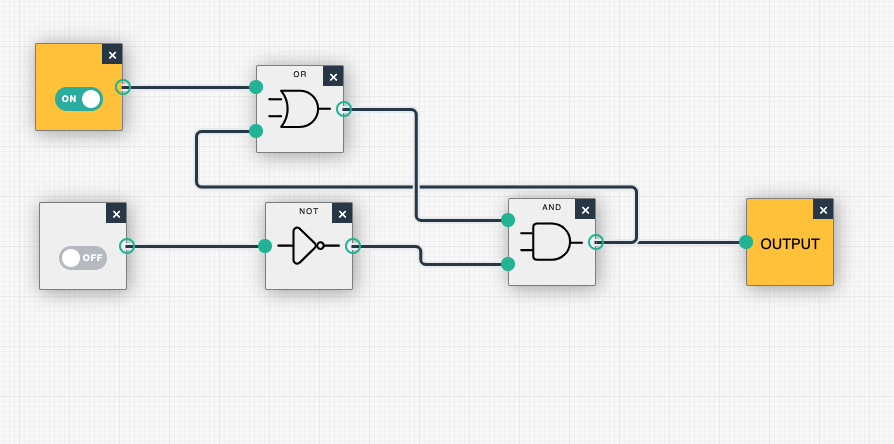 ON
OR
NOT
OFF
AND
OUTPUT